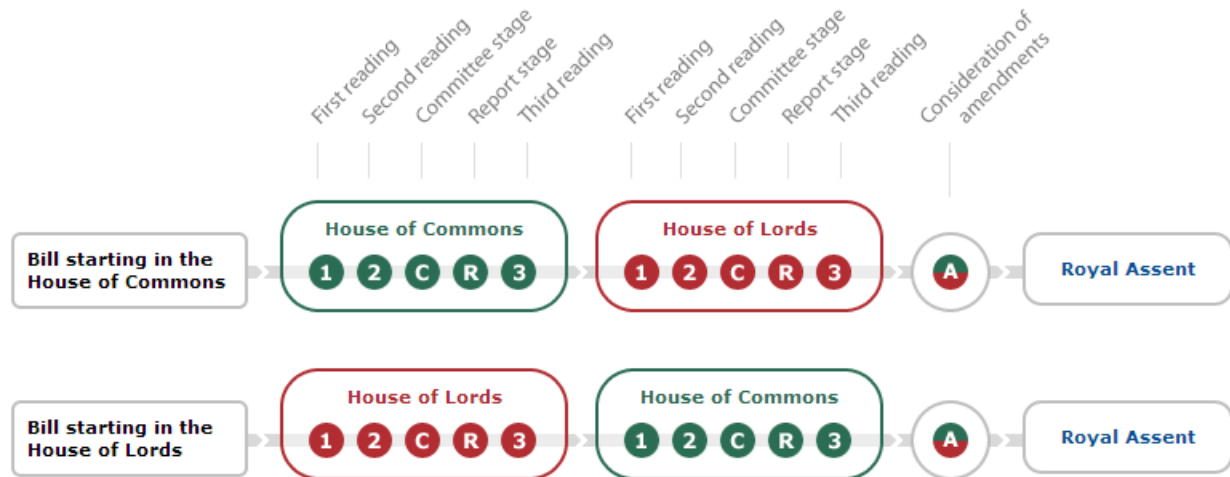 First reading
Second reading
Committee stage
Report stage
Third reading
First reading
Second reading
Committee stage
Report stage
Third reading
Consideration of
amendments
Bill starting in the
House of Commons
House of Commons
1 2 C R 3
House of Lords
1 2 C R 3
A
Royal Assent
Bill starting in the
House of Lords
House of Lords
1 2 C R 3
House of Commons
1 2 C R 3
A
Royal Assent